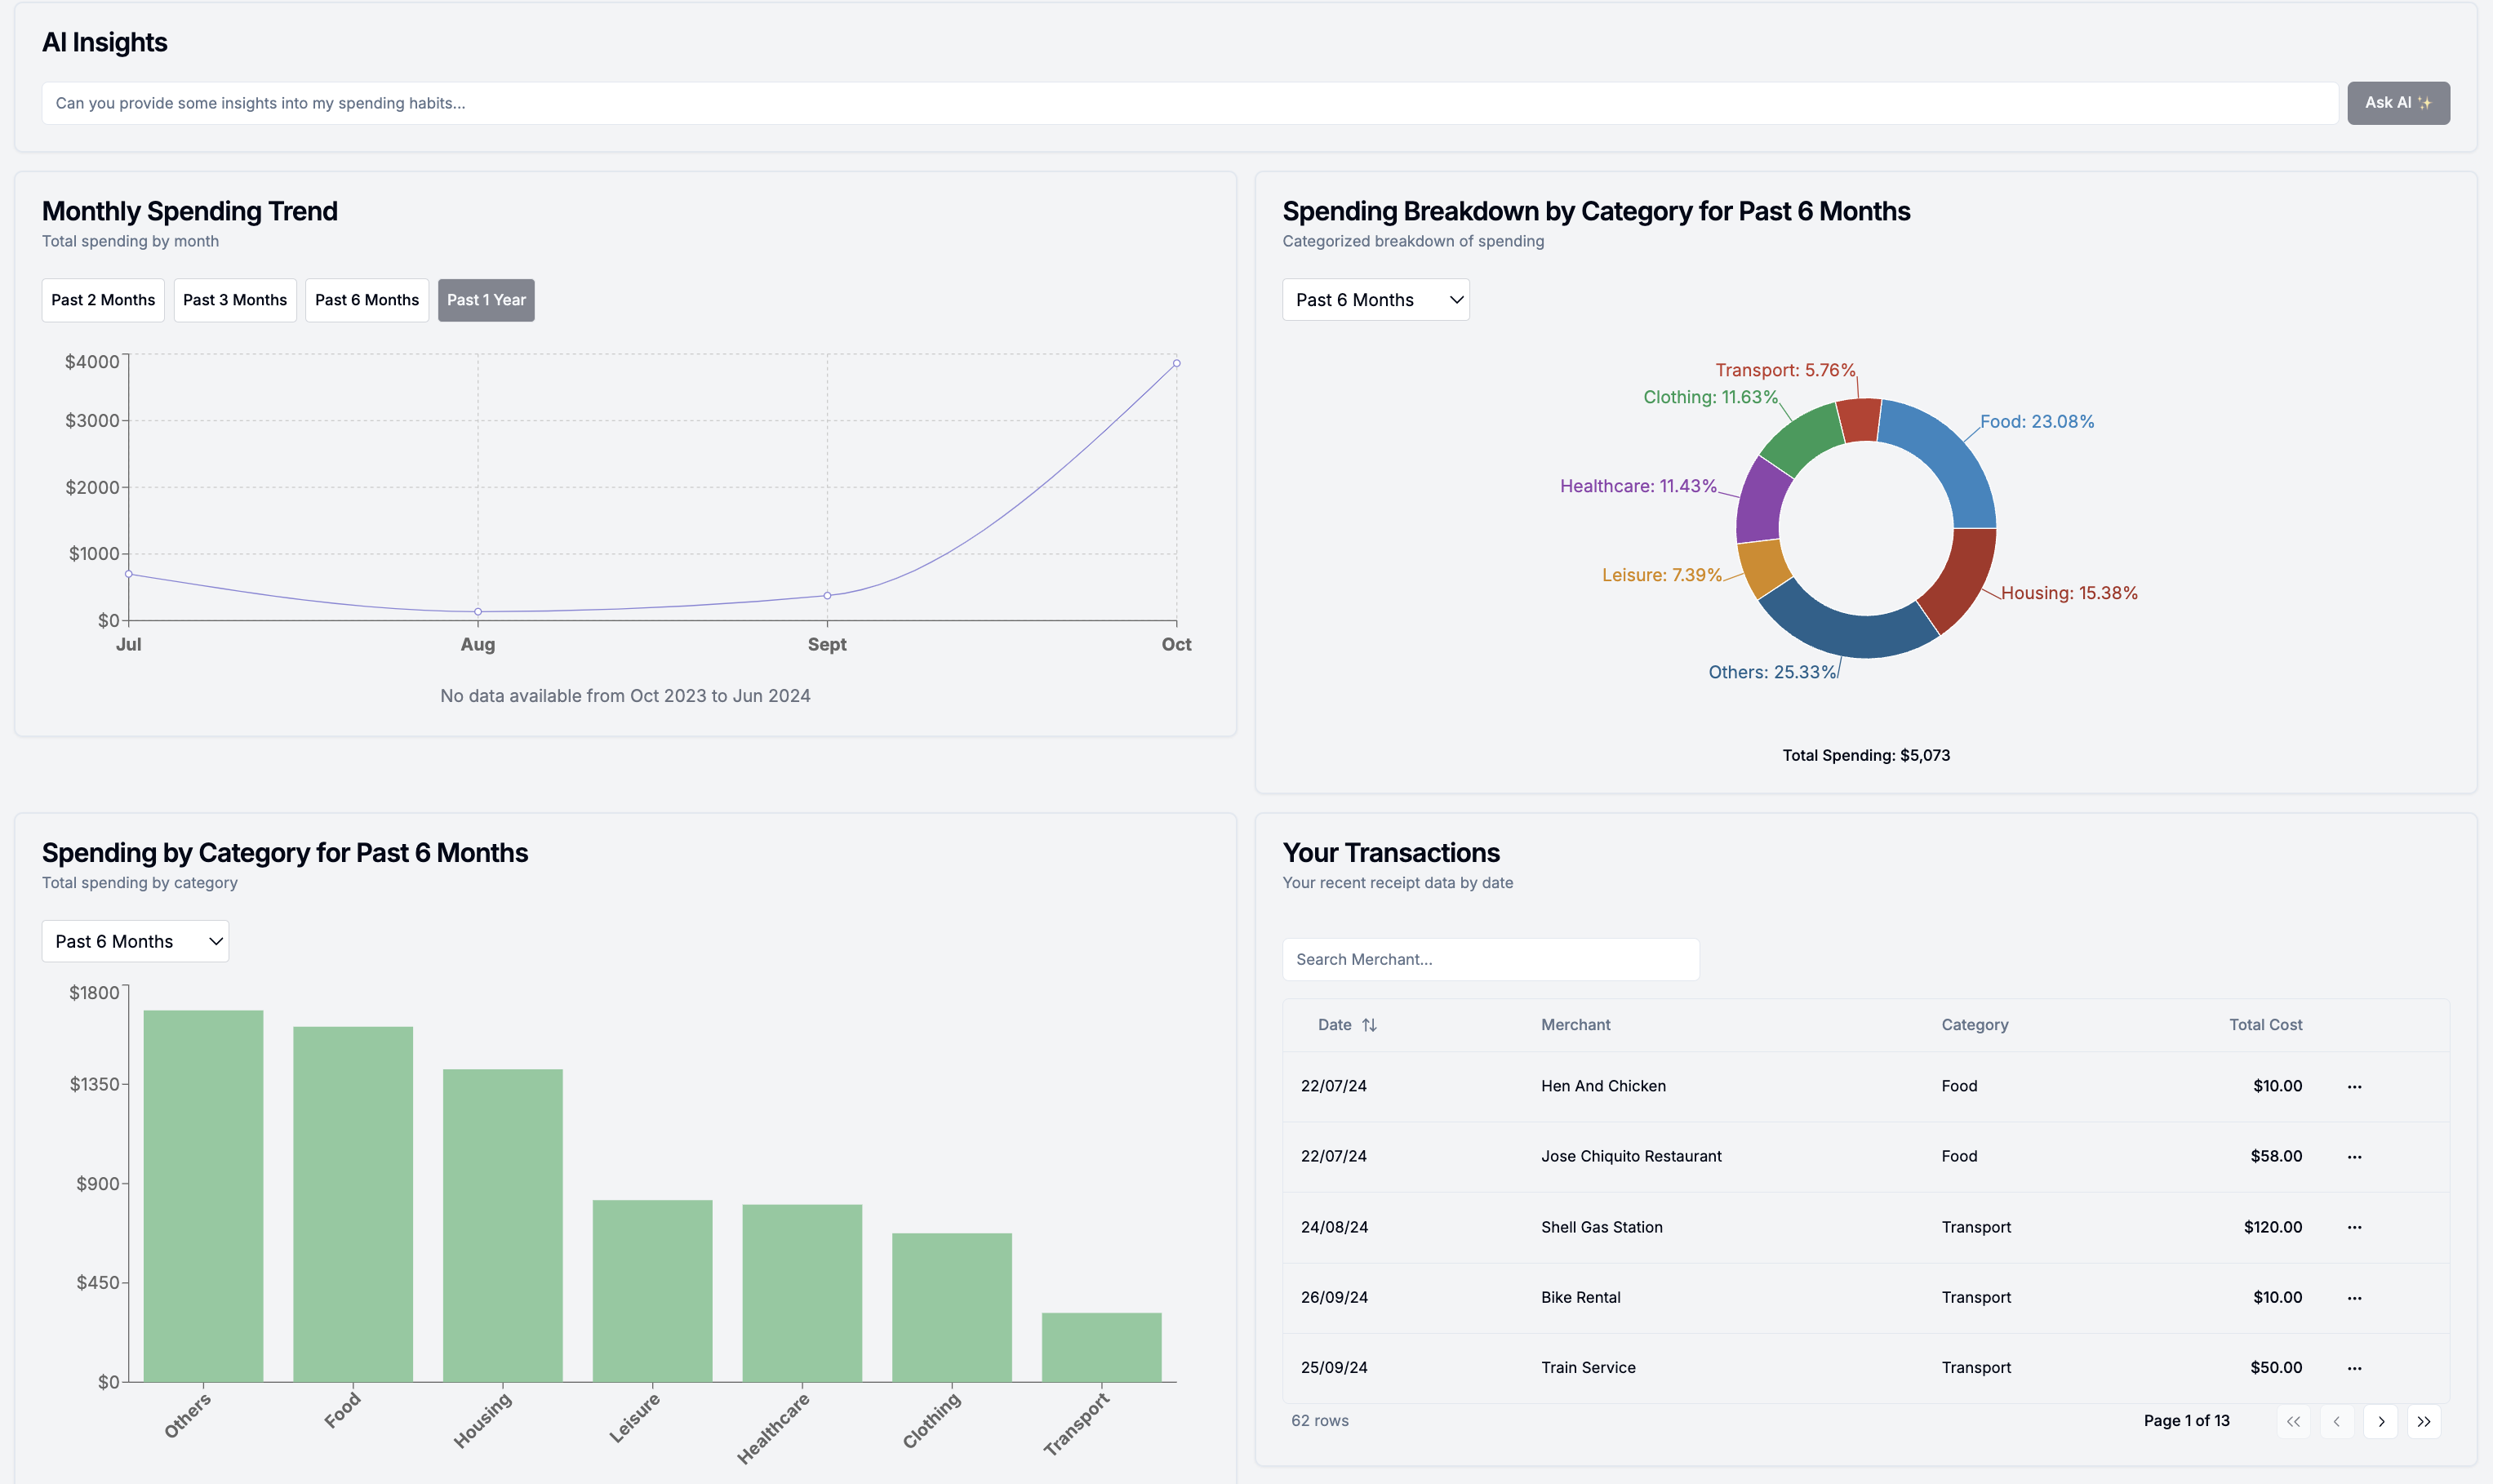 AI Insights
Can you provide some insights into my spending habits...
Ask AI ✨
Monthly Spending Trend
Total spending by month
Past 2 Months
Past 3 Months
Past 6 Months
Past 1 Year
$4000
$3000
$2000
$1000
$0
Jul
Aug
Sept
Oct
No data available from Oct 2023 to Jun 2024
Spending Breakdown by Category for Past 6 Months
Categorized breakdown of spending
Past 6 Months
Transport: 5.76%
Clothing: 11.63%
Food: 23.08%
Healthcare: 11.43%
Leisure: 7.39%
Housing: 15.38%
Others: 25.33%
Total Spending: $5,073
Spending by Category for Past 6 Months
Total spending by category
Past 6 Months
$1800
$1350
$900
$450
$0
Others
Food
Housing
Leisure
Healthcare
Clothing
Transport
Your Transactions
Your recent receipt data by date
Search Merchant...
Date Merchant Category Total Cost
22/07/24 Hen And Chicken Food $10.00 ...
22/07/24 Jose Chiquito Restaurant Food $58.00 ...
24/08/24 Shell Gas Station Transport $120.00 ...
26/09/24 Bike Rental Transport $10.00 ...
25/09/24 Train Service Transport $50.00 ...
62 rows
Page 1 of 13